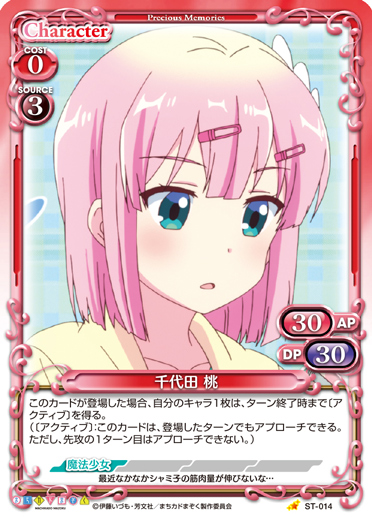 Precious Memories
Character
COST
0
SOURCE
3
30 AP
DP 30
千代田 桃
このカードが登場した場合、自分のキャラ1枚は、ターン終了時まで〔ア
クティブ〕を得る。
(〔アクティブ〕:このカードは、登場したターンでもアプローチできる。
ただし、先攻の1ターン目はアプローチできない。)
魔法少女
最近なかなかシャミ子の筋肉量が伸びないな…
©伊藤いづも・芳文社/まちカドまぞく製作委員会
ST-014